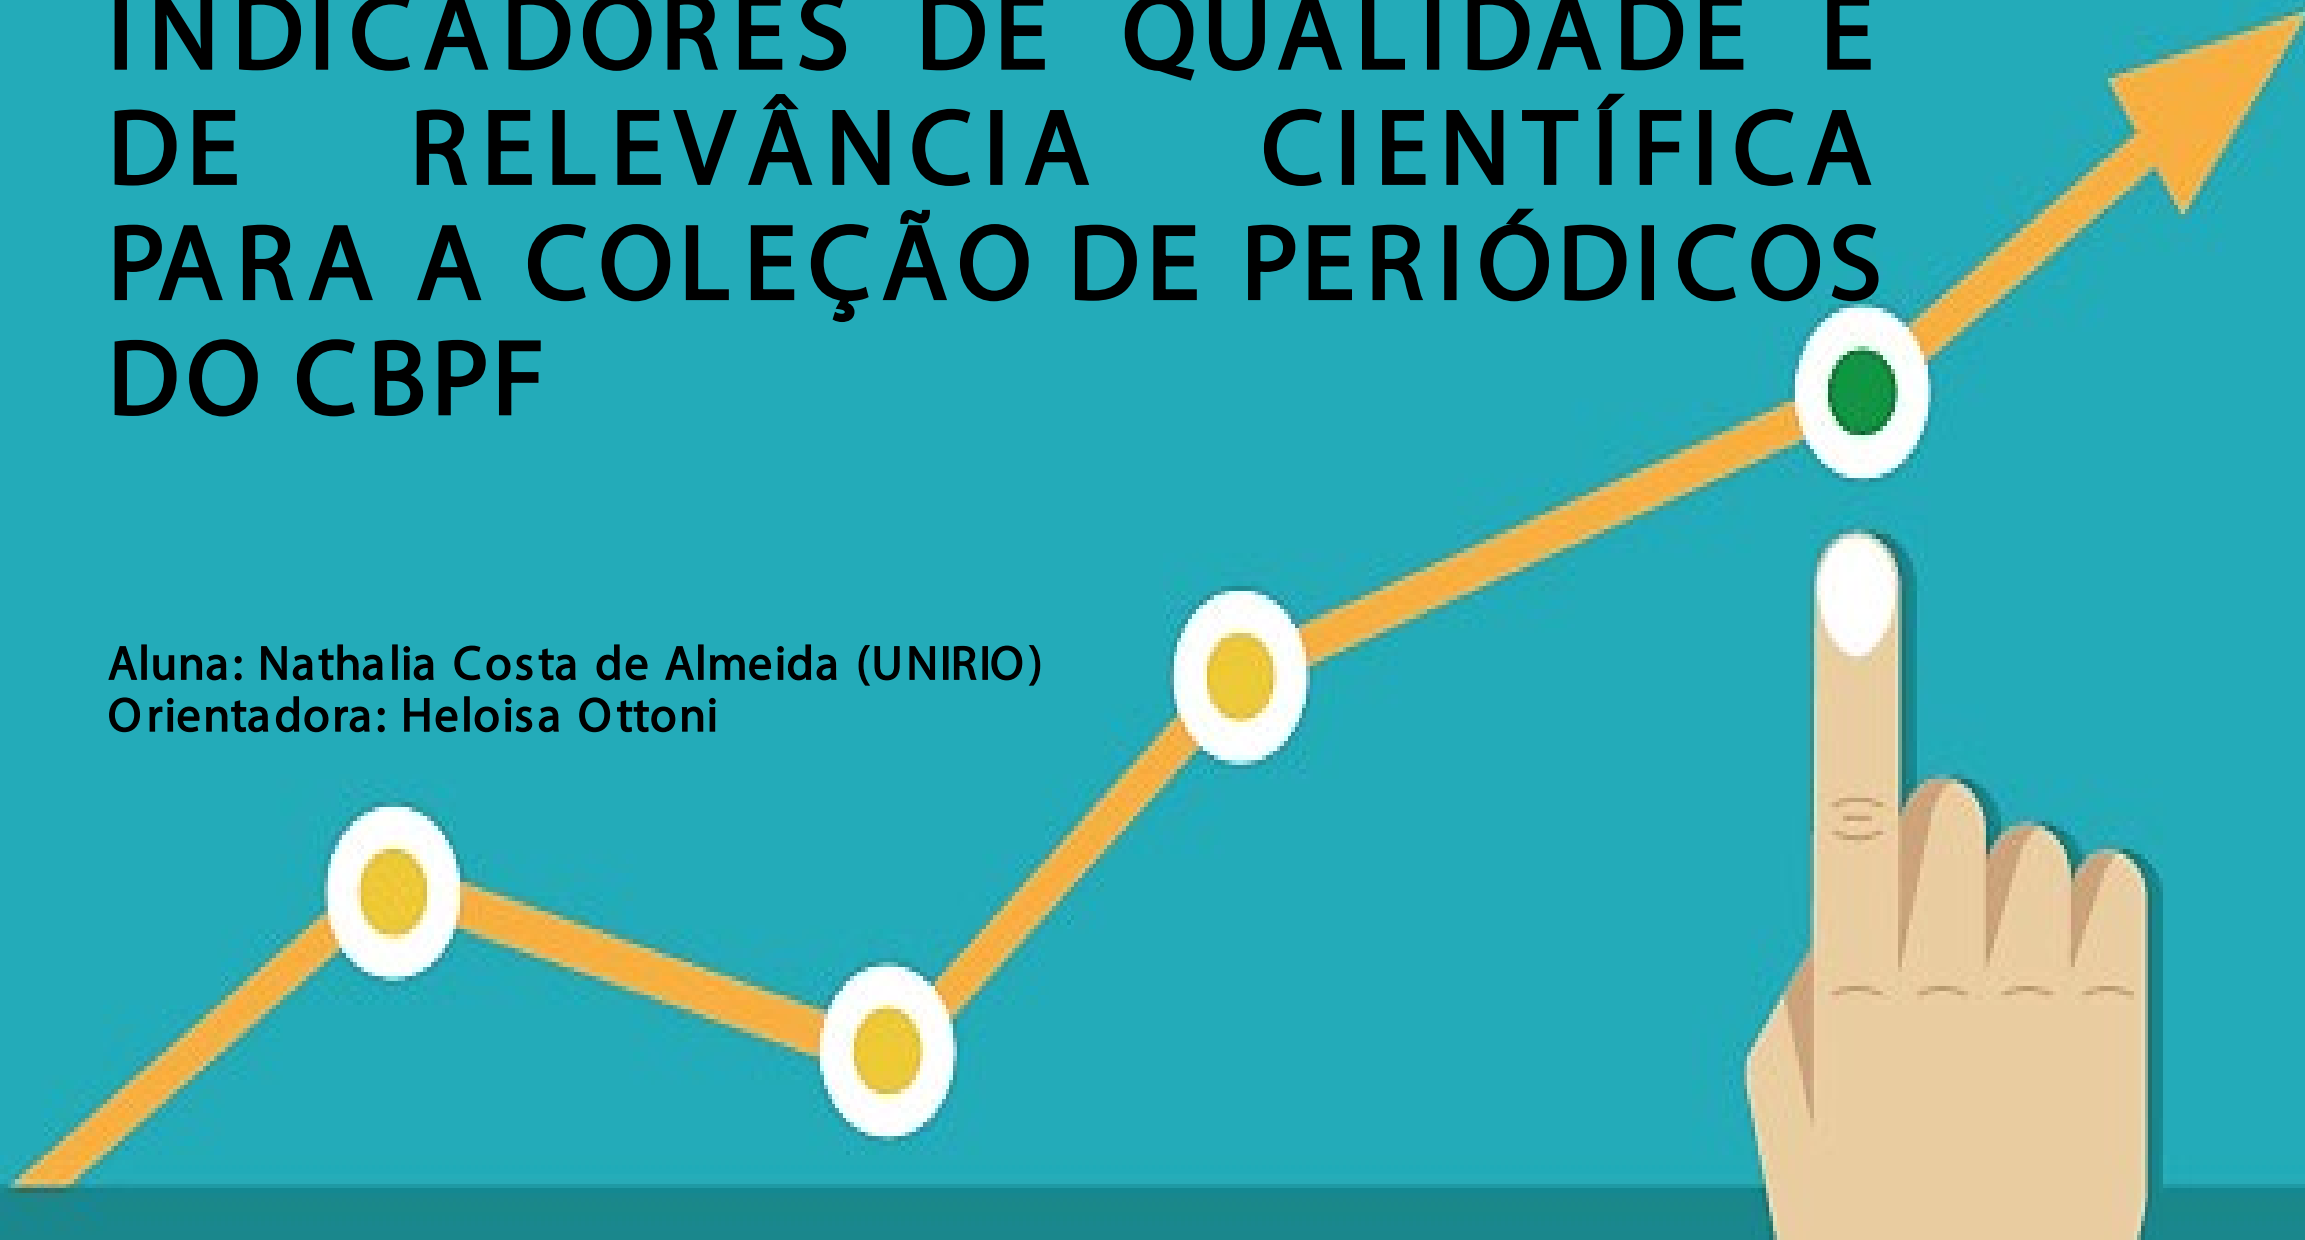 INDICADORES DE QUALIDADE E
DE RELEVÂNCIA CIENTÍFICA
PARA A COLEÇÃO DE PERIÓDICOS
DO CBPF
Aluna: Nathalia Costa de Almeida (UNIRIO)
Orientadora: Heloisa Ottoni